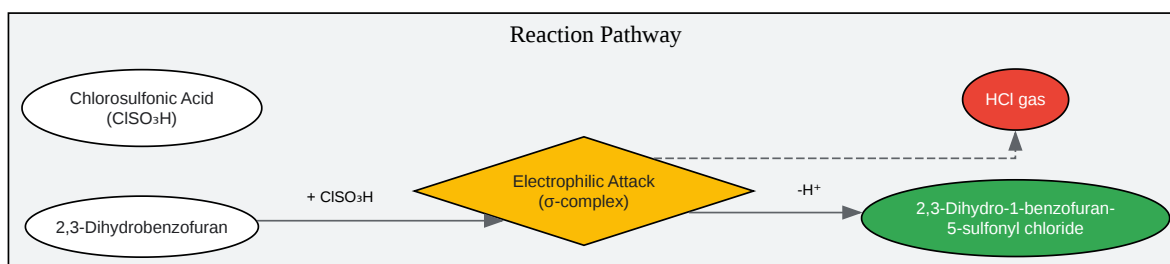 Reaction Pathway
Chlorosulfonic Acid
(ClSO₃H)
HCl gas
+ ClSO₃H
Electrophilic Attack
(σ-complex)
-H⁺
2,3-Dihydrobenzofuran
2,3-Dihydro-1-benzofuran-
5-sulfonyl chloride